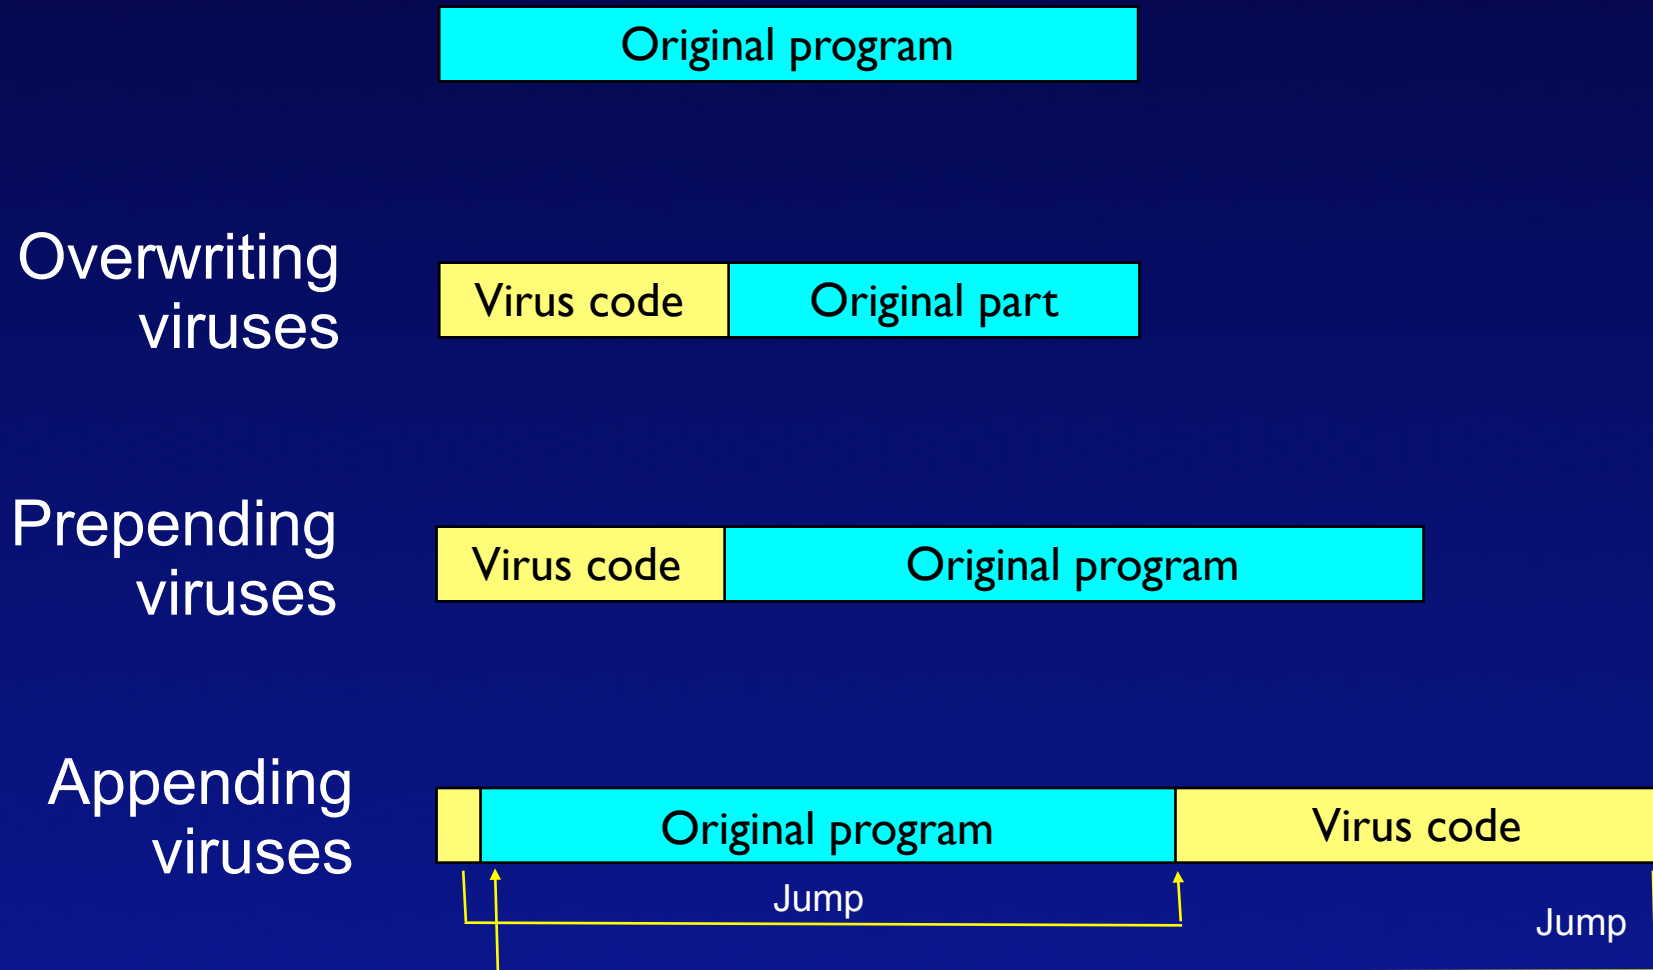 Original program
Overwriting
viruses
Virus code
Original part
Prepending
viruses
Virus code
Original program
Appending
viruses
Original program
Virus code
Jump
Jump